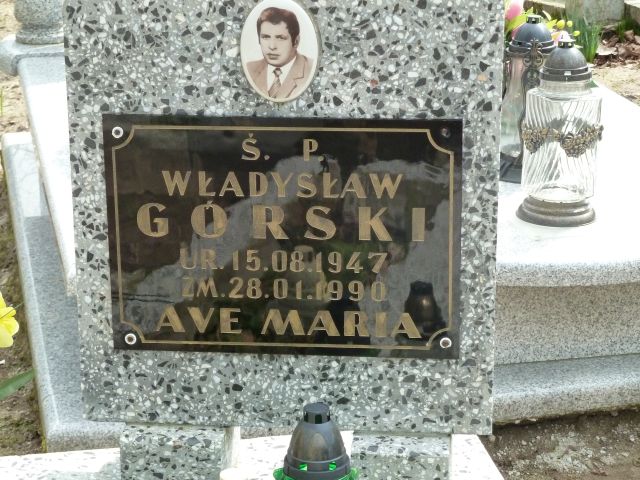 Ś. P.
WŁADYSŁAW
GÓRSKI
UR. 15.08.1947
ZM. 28.01.1990
AVE MARIA